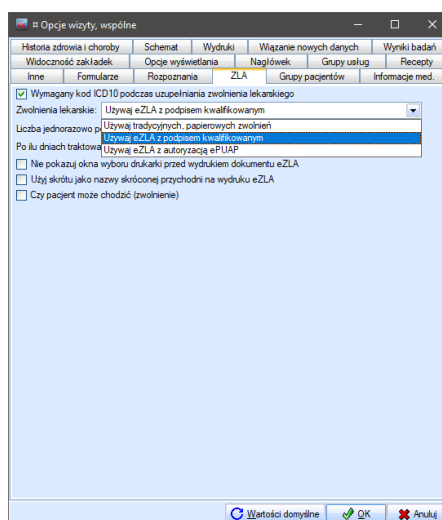 ¤ Opcje wizyty, wspólne
Historia zdrowia i choroby Schemat Wydruki Wiązanie nowych danych Wyniki badań
Widoczność zakładek Opcje wyświetlania Nagłówek Grupy usług Recepty
Inne Formularze Rozpoznania ZLA Grupy pacjentów Informacje med.
Wymagany kod ICD10 podczas uzupełniania zwolnienia lekarskiego
Zwolnienia lekarskie: Używaj eZLA z podpisem kwalifikowanym
Liczba jednorazowo
Używaj tradycyjnych, papierowych zwolnień
Używaj eZLA z podpisem kwalifikowanym
Po ilu dniach traktowa
Używaj eZLA z autoryzacją ePUAP
Nie pokazuj okna wyboru drukarki przed wydrukiem dokumentu eZLA
Użyj skrótu jako nazwy skróconej przychodni na wydruku eZLA
Czy pacjent może chodzić (zwolnienie)
Wartości domyślne OK Anuluj